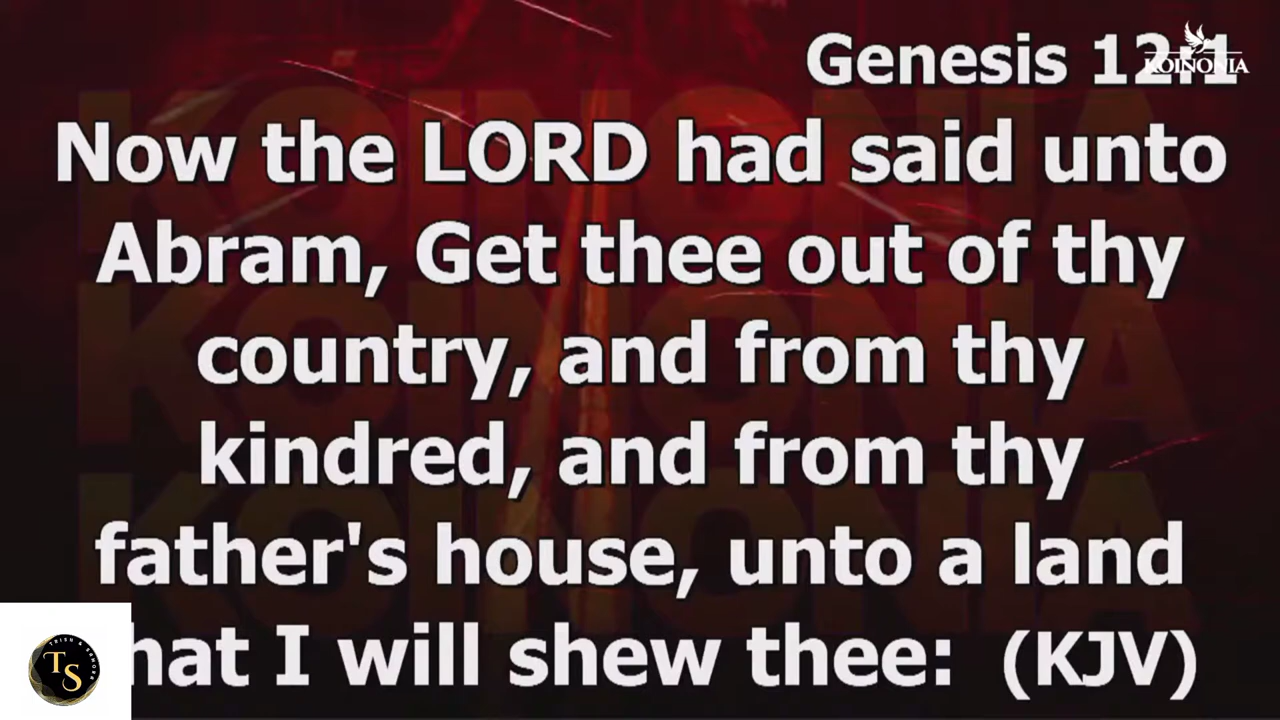 Genesis 12:1
KOINONIA
Now the LORD had said unto
Abram, Get thee out of thy
country, and from thy
kindred, and from thy
father's house, unto a land
hat I will shew thee: (KJV)
TS